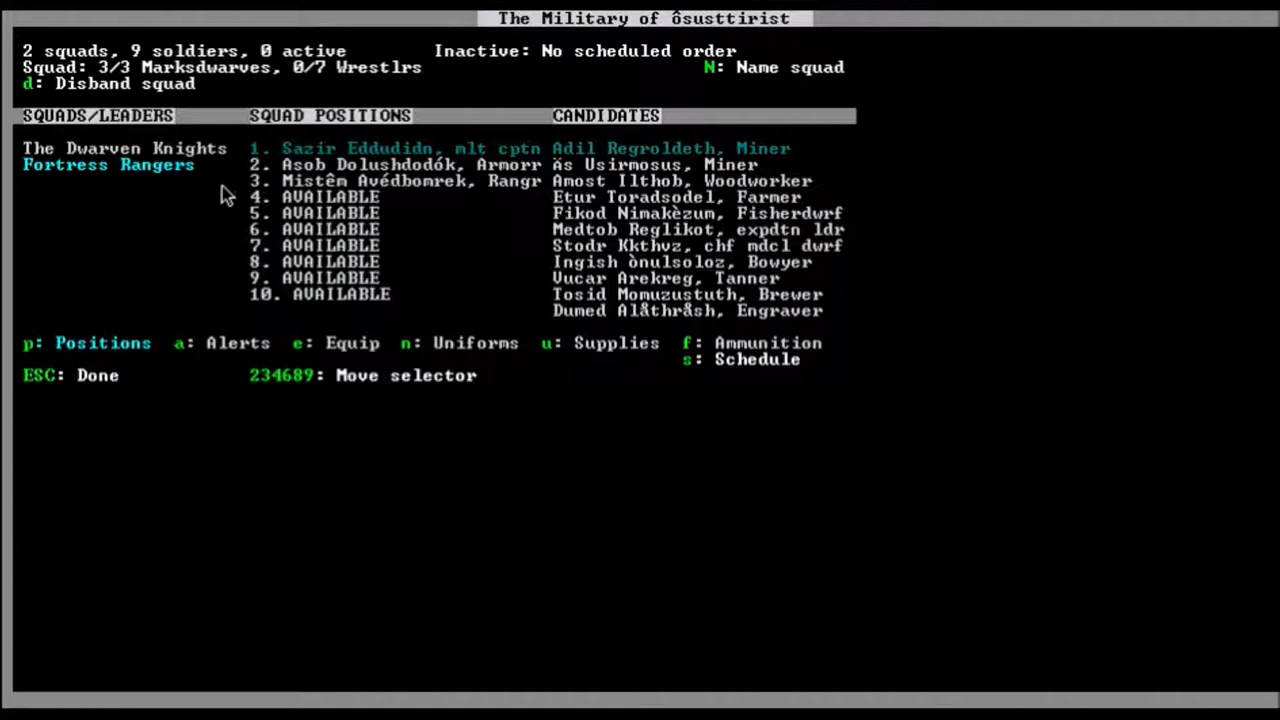 The Military of ôsusttirist
2 squads, 9 soldiers, 0 active Inactive: No scheduled order
Squad: 3/3 Marksdwarves, 0/7 Wrestlrs N: Name squad
d: Disband squad
SQUADS/LEADERS SQUAD POSITIONS CANDIDATES
The Dwarven Knights 1. Sazir Eddudidn, mlt cptn Adil Regroldeth, Miner
Fortress Rangers 2. Asob Dolushdodók, Armorr Äs Usirmosus, Miner
3. Mistêm Avédbomrek, Rangr Amost Ilthob, Woodworker
4. AVAILABLE Etur Toradsodel, Farmer
5. AVAILABLE Fikod Nimakèzum, Fisherdwrf
6. AVAILABLE Medtob Reglikot, expdtn ldr
7. AVAILABLE Stodr Kkthvz, chf mdcl dwrf
8. AVAILABLE Ingish ònulsoloz, Bowyer
9. AVAILABLE Vucar Arekreg, Tanner
10. AVAILABLE Tosid Momuzustuth, Brewer
Dumed Alåthråsh, Engraver
p: Positions a: Alerts e: Equip n: Uniforms u: Supplies f: Ammunition
s: Schedule
ESC: Done 234689: Move selector